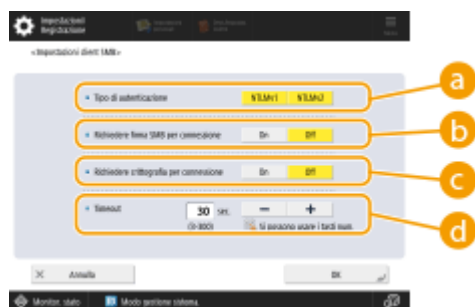 Impostazioni/
Registrazione
Menu
<Impostazioni client SMB>
Tipo di autenticazione NTLMv1 NTLMv2 a
Richiedere firma SMB per connessione On Off b
Richiedere crittografia per connessione On Off c
Timeout 30 sec. − + d
(0-300) Si possono usare i tasti num.
× Annulla OK
Monitor. stato Modo gestione sistema.